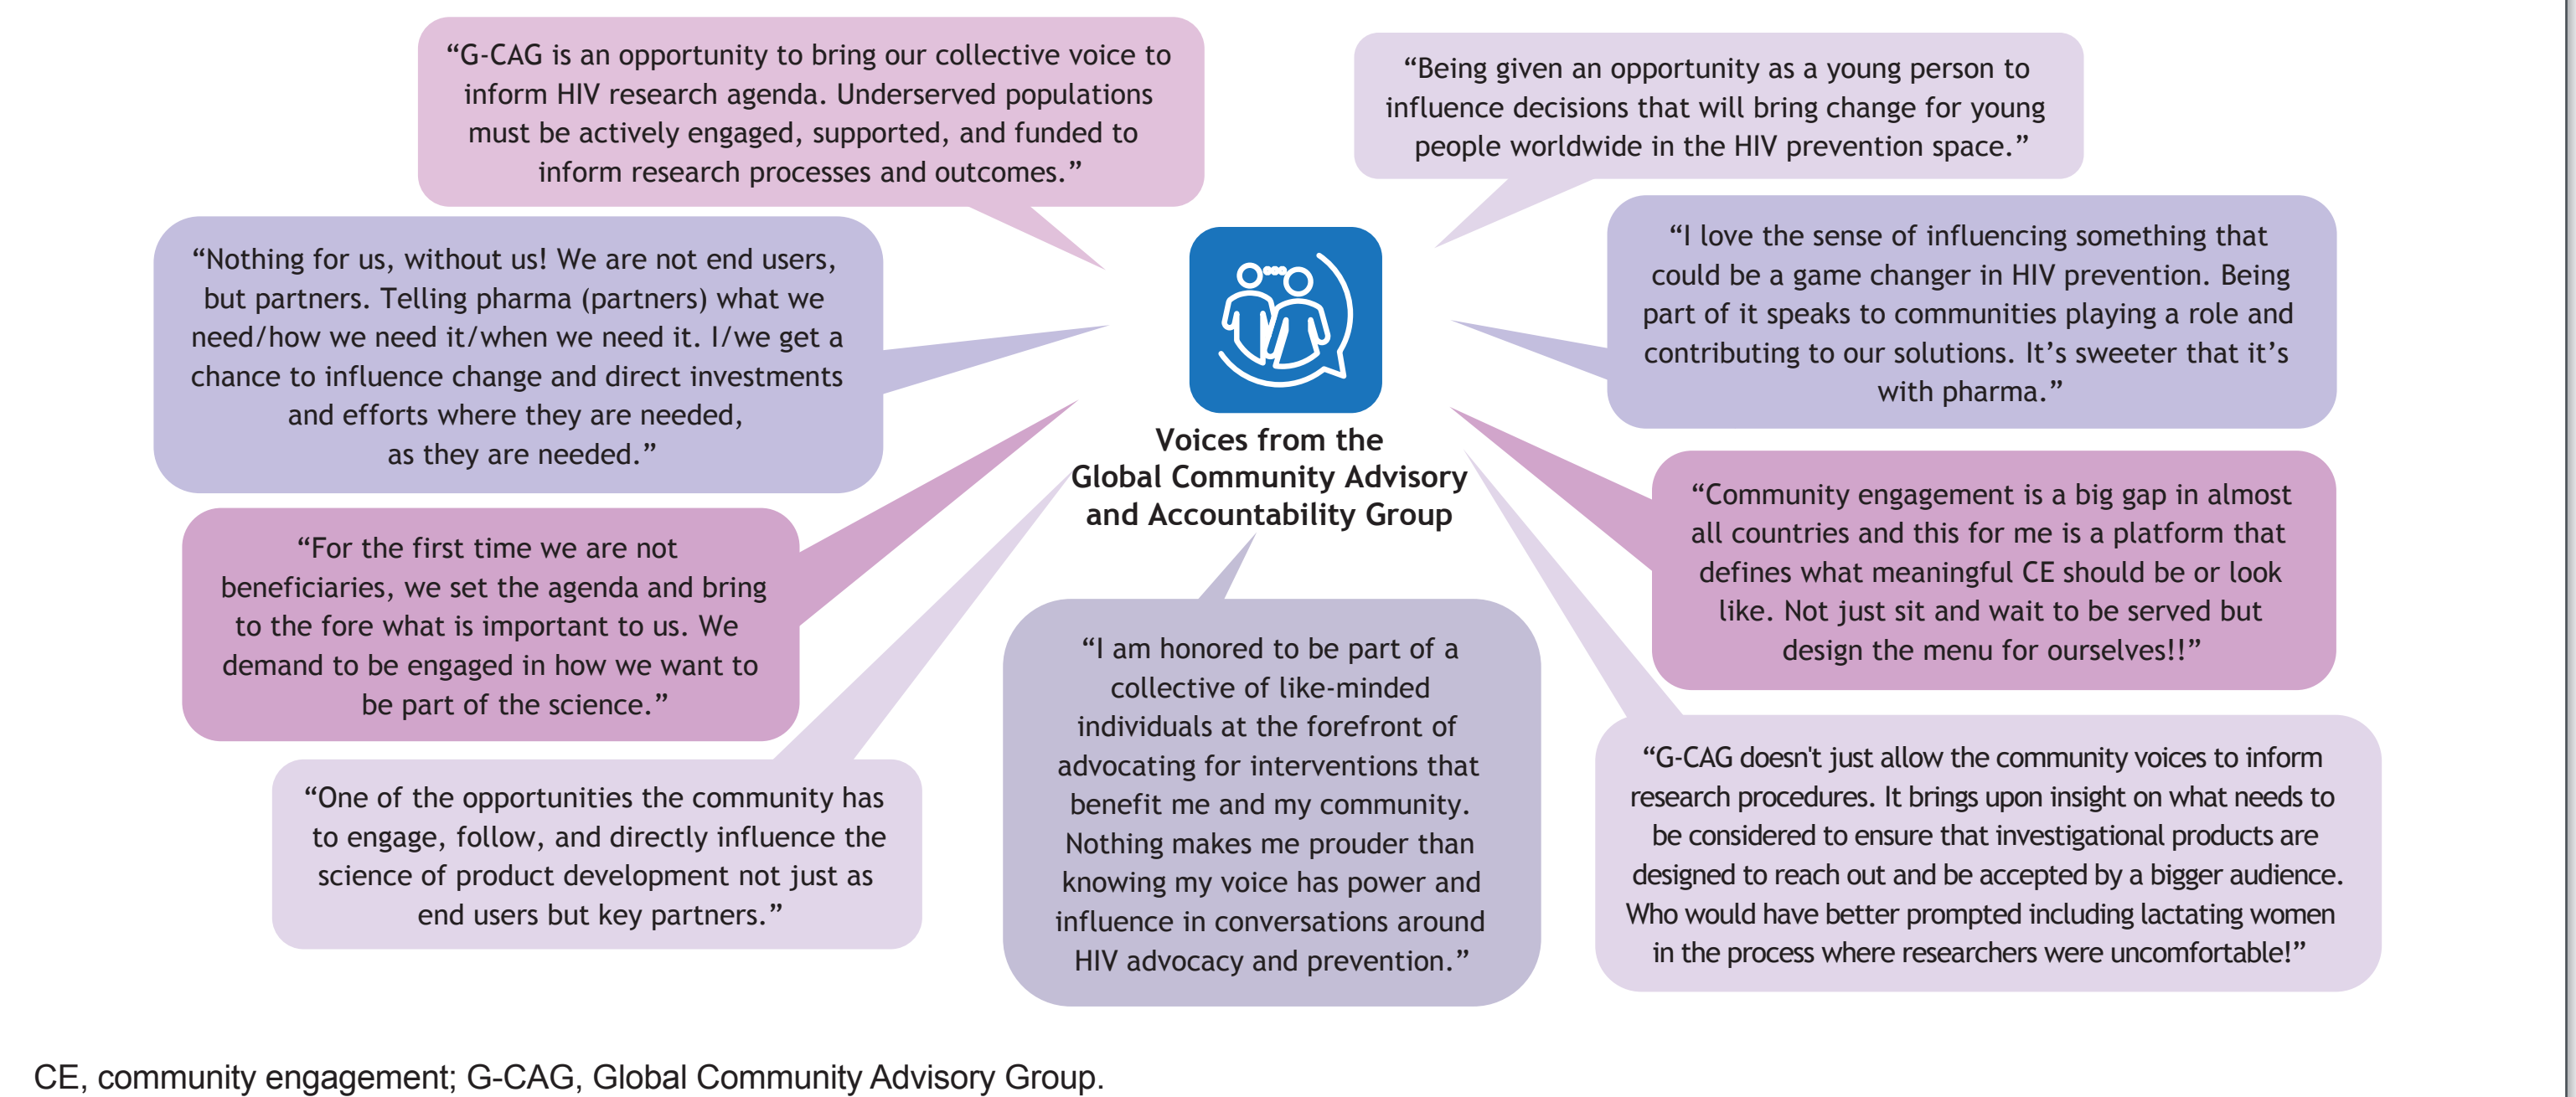 “G-CAG is an opportunity to bring our collective voice to
inform HIV research agenda. Underserved populations
must be actively engaged, supported, and funded to
inform research processes and outcomes.”
“Being given an opportunity as a young person to
influence decisions that will bring change for young
people worldwide in the HIV prevention space.”
“Nothing for us, without us! We are not end users,
but partners. Telling pharma (partners) what we
need/how we need it/when we need it. I/we get a
chance to influence change and direct investments
and efforts where they are needed,
as they are needed.”
“I love the sense of influencing something that
could be a game changer in HIV prevention. Being
part of it speaks to communities playing a role and
contributing to our solutions. It’s sweeter that it’s
with pharma.”
Voices from the
Global Community Advisory
and Accountability Group
“For the first time we are not
beneficiaries, we set the agenda and bring
to the fore what is important to us. We
demand to be engaged in how we want to
be part of the science.”
“Community engagement is a big gap in almost
all countries and this for me is a platform that
defines what meaningful CE should be or look
like. Not just sit and wait to be served but
design the menu for ourselves!!”
“One of the opportunities the community has
to engage, follow, and directly influence the
science of product development not just as
end users but key partners.”
“I am honored to be part of a
collective of like-minded
individuals at the forefront of
advocating for interventions that
benefit me and my community.
Nothing makes me prouder than
knowing my voice has power and
influence in conversations around
HIV advocacy and prevention.”
“G-CAG doesn't just allow the community voices to inform
research procedures. It brings upon insight on what needs to
be considered to ensure that investigational products are
designed to reach out and be accepted by a bigger audience.
Who would have better prompted including lactating women
in the process where researchers were uncomfortable!”
CE, community engagement; G-CAG, Global Community Advisory Group.